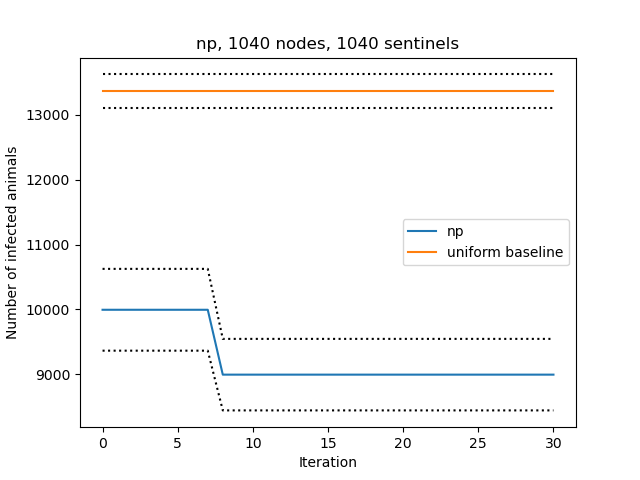 np, 1040 nodes, 1040 sentinels
Number of infected animals
13000
12000
11000
10000
9000
np
uniform baseline
0 5 10 15 20 25 30
Iteration